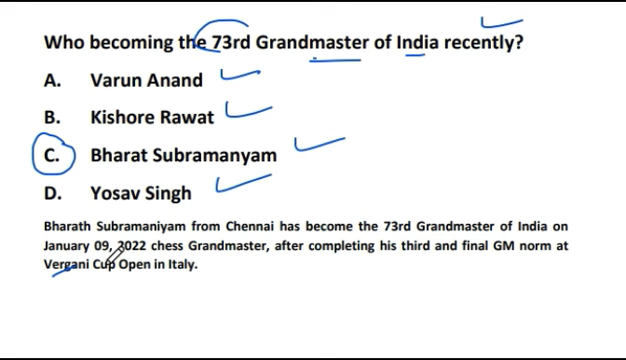 Who becoming the 73rd Grandmaster of India recently?
A. Varun Anand
B. Kishore Rawat
C. Bharat Subramanyam
D. Yosav Singh
Bharath Subramaniyam from Chennai has become the 73rd Grandmaster of India on
January 09, 2022 chess Grandmaster, after completing his third and final GM norm at
Vergani Cup Open in Italy.